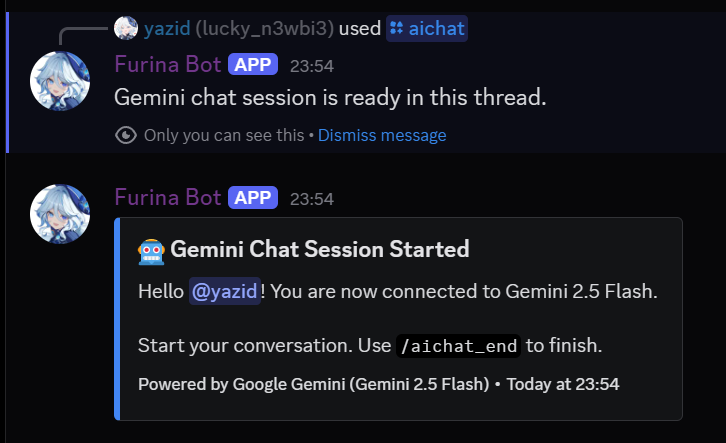 yazid (lucky_n3wbi3) used aichat
Furina Bot APP 23:54
Gemini chat session is ready in this thread.
Only you can see this • Dismiss message
Furina Bot APP 23:54
Gemini Chat Session Started
Hello @yazid! You are now connected to Gemini 2.5 Flash.
Start your conversation. Use /aichat_end to finish.
Powered by Google Gemini (Gemini 2.5 Flash) • Today at 23:54